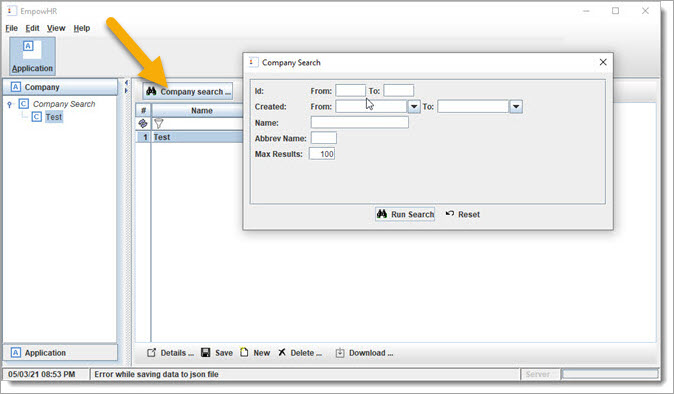 EmpowHR
File Edit View Help
Application
Company
Company Search
Test
Company search ...
# Name
1 Test
Company Search
Id: From: To:
Created: From: To:
Name:
Abbrev Name:
Max Results: 100
Run Search Reset
Application
Details ... Save New Delete ... Download ...
05/03/21 08:53 PM Error while saving data to json file Server